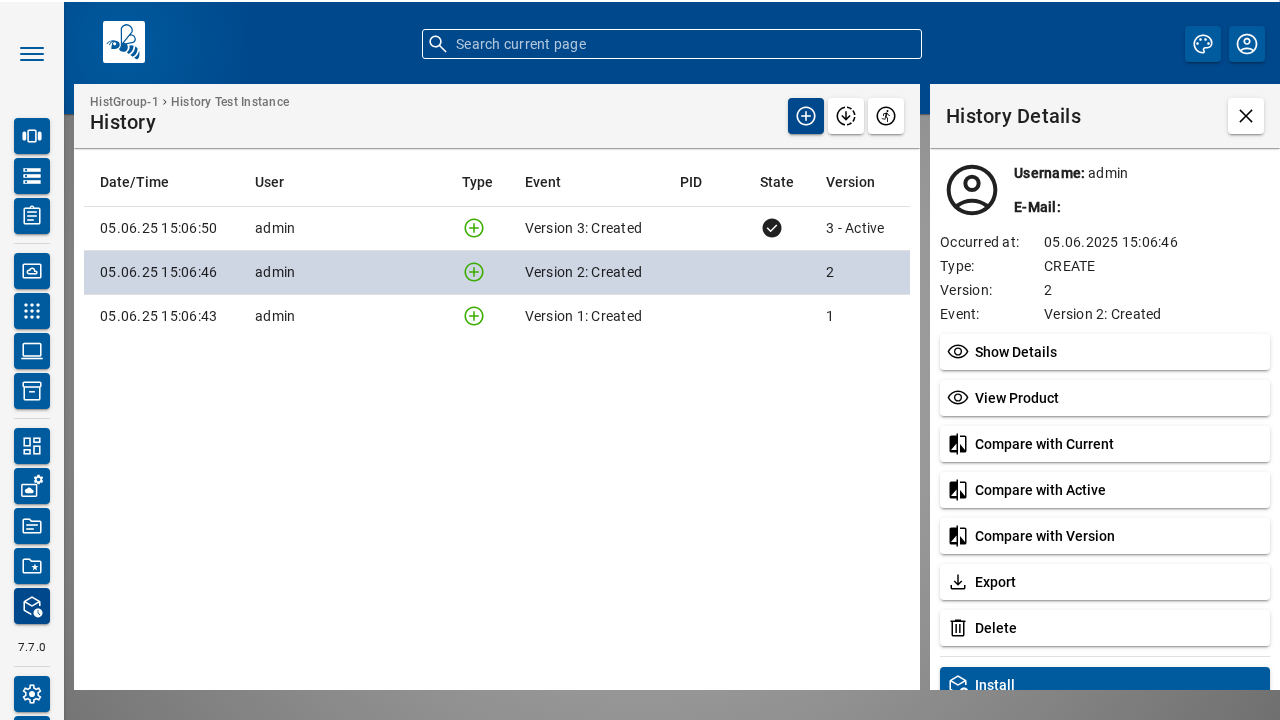 Search current page
HistGroup-1 › History Test Instance
History
Date/Time User Type Event PID State Version
05.06.25 15:06:50 admin Version 3: Created 3 - Active
05.06.25 15:06:46 admin Version 2: Created 2
05.06.25 15:06:43 admin Version 1: Created 1
History Details
Username: admin
E-Mail:
Occurred at: 05.06.2025 15:06:46
Type: CREATE
Version: 2
Event: Version 2: Created
Show Details
View Product
Compare with Current
Compare with Active
Compare with Version
Export
Delete
Install
7.7.0